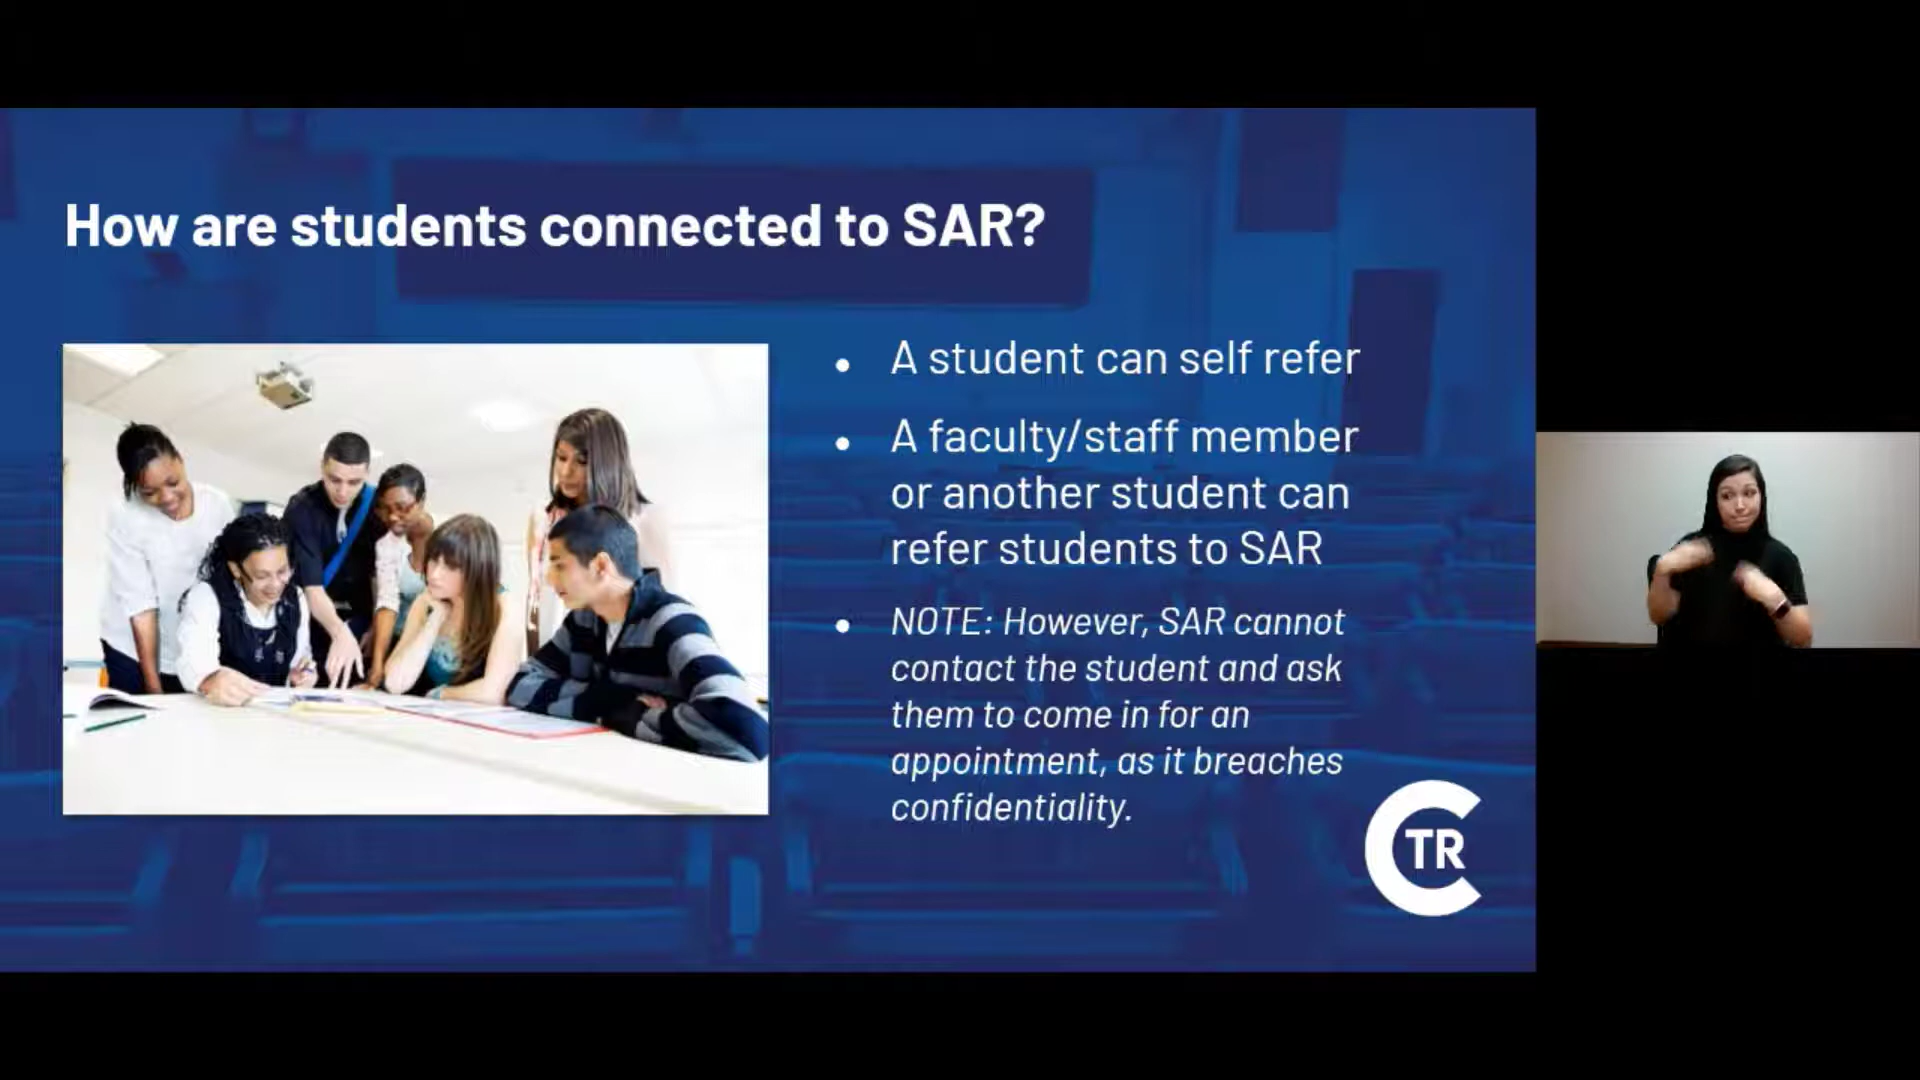 How are students connected to SAR?
• A student can self refer
• A faculty/staff member
or another student can
refer students to SAR
• NOTE: However, SAR cannot
contact the student and ask
them to come in for an
appointment, as it breaches
confidentiality.
CTR